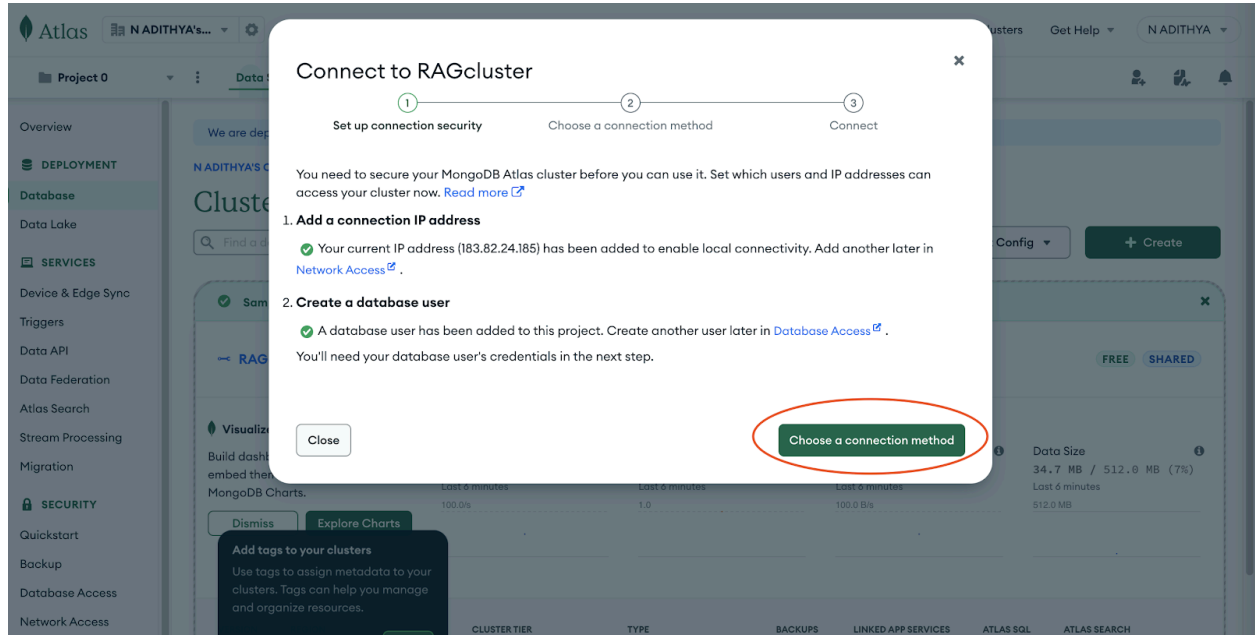 Atlas
N ADITHYA's...
usters
Get Help
N ADITHYA
Project 0
Data
Overview
DEPLOYMENT
Database
Data Lake
SERVICES
Device & Edge Sync
Triggers
Data API
Data Federation
Atlas Search
Stream Processing
Migration
SECURITY
Quickstart
Backup
Database Access
Network Access
We are dep
N ADITHYA'S
Cluste
Find a d
Config
+ Create
Sam
RAG
FREE
SHARED
Visualize
Build dashb
embed then
MongoDB Charts.
Dismiss
Explore Charts
Last 6 minutes
100.0/s
Last 6 minutes
1.0
Last 6 minutes
100.0 B/s
Data Size
34.7 MB / 512.0 MB (7%)
Last 6 minutes
512.0 MB
Add tags to your clusters
Use tags to assign metadata to your
clusters. Tags can help you manage
and organize resources.
CLUSTER TIER
TYPE
BACKUPS
LINKED APP SERVICES
ATLAS SQL
ATLAS SEARCH
Connect to RAGcluster
1
2
3
Set up connection security
Choose a connection method
Connect
You need to secure your MongoDB Atlas cluster before you can use it. Set which users and IP addresses can
access your cluster now. Read more
1. Add a connection IP address
Your current IP address (183.82.24.185) has been added to enable local connectivity. Add another later in
Network Access .
2. Create a database user
A database user has been added to this project. Create another user later in Database Access .
You'll need your database user's credentials in the next step.
Close
Choose a connection method